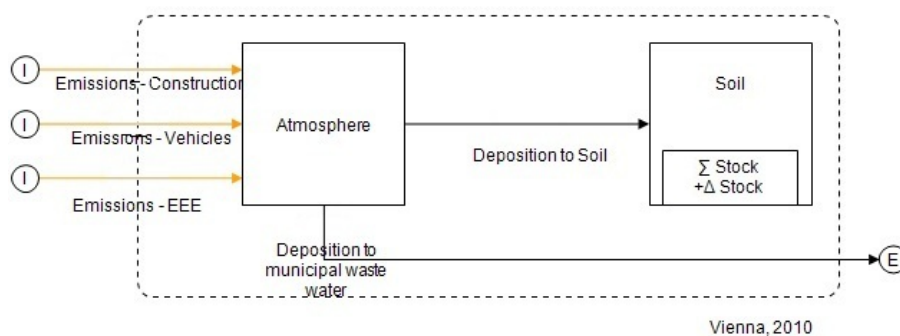 I
Emissions - Construction
I
Emissions - Vehicles
I
Emissions - EEE
Atmosphere
Deposition to Soil
Soil
∑ Stock
+Δ Stock
Deposition to
municipal waste
water
E
Vienna, 2010